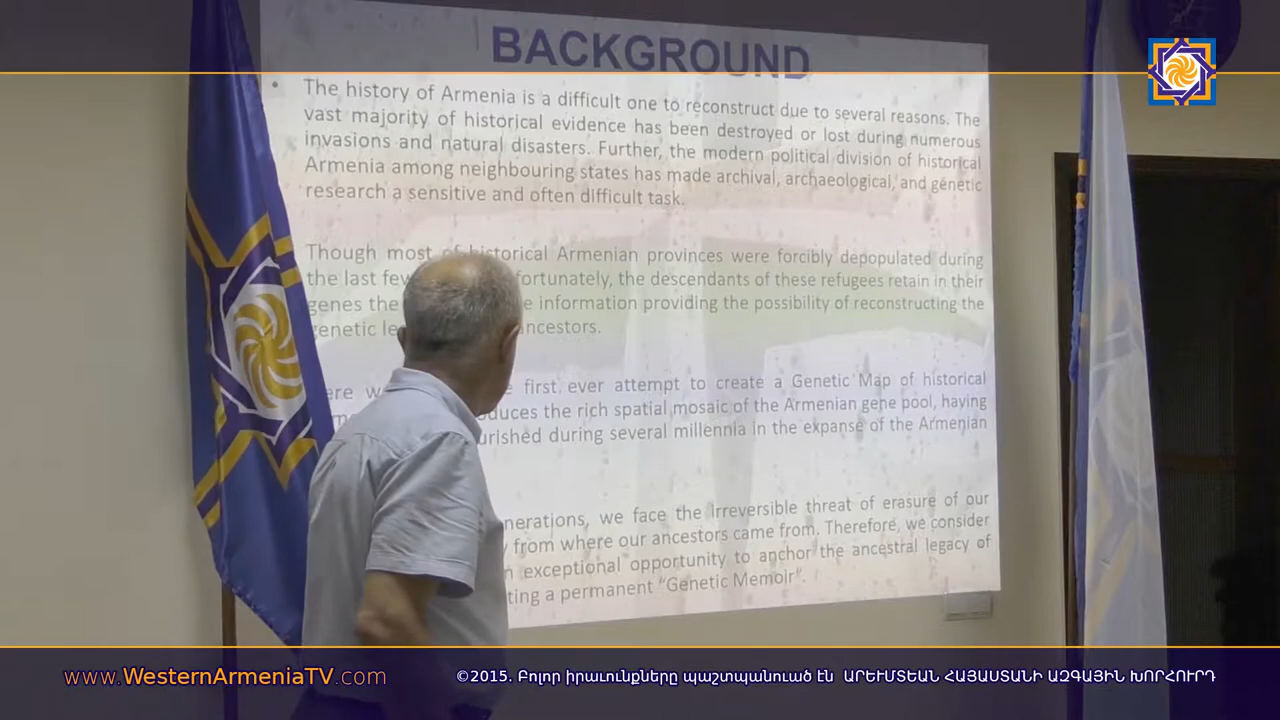 BACKGROUND
• The history of Armenia is a difficult one to reconstruct due to several reasons. The
vast majority of historical evidence has been destroyed or lost during numerous
invasions and natural disasters. Further, the modern political division of historical
Armenia among neighbouring states has made archival, archaeological, and genetic
research a sensitive and often difficult task.
Though most of historical Armenian provinces were forcibly depopulated during
the last few fortunately, the descendants of these refugees retain in their
genes the information providing the possibility of reconstructing the
genetic ancestors.
first ever attempt to create a Genetic Map of historical
the rich spatial mosaic of the Armenian gene pool, having
during several millennia in the expanse of the Armenian
we face the irreversible threat of erasure of our
from where our ancestors came from. Therefore, we consider
exceptional opportunity to anchor the ancestral legacy of
a permanent “Genetic Memoir”.
www.WesternArmeniaTV.com
©2015. Բոլոր իրաւունքները պաշտպանուած էն ԱՐԵՒՄՏԵԱՆ ՀԱՅԱՍՏԱՆԻ ԱԶԳԱՅԻՆ ԽՈՐՀՈՒՐԴ